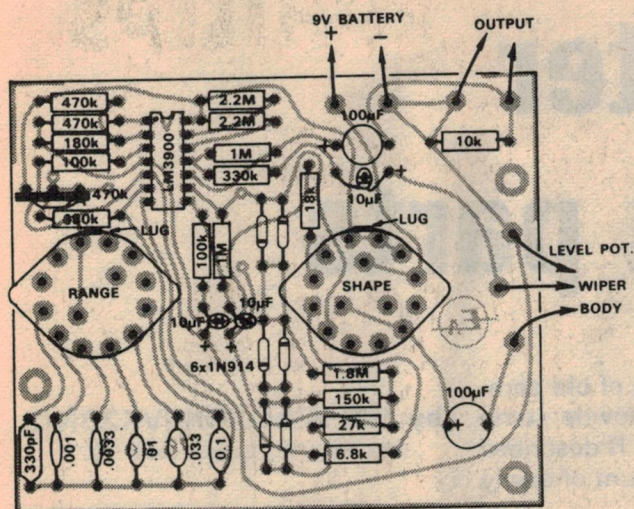 9V BATTERY
+
−
OUTPUT
470k
470k
180k
100k
470k
LM3900
2.2M
2.2M
1M
330k
100k
1M
18k
100µF
+
10µF
+
10k
LUG
LUG
RANGE
SHAPE
LEVEL POT.
WIPER
BODY
EA
10µF
10µF
+
+
6x1N914
1.8M
150k
27k
6.8k
100µF
+
330pF
.001
.0033
.01
.033
0.1